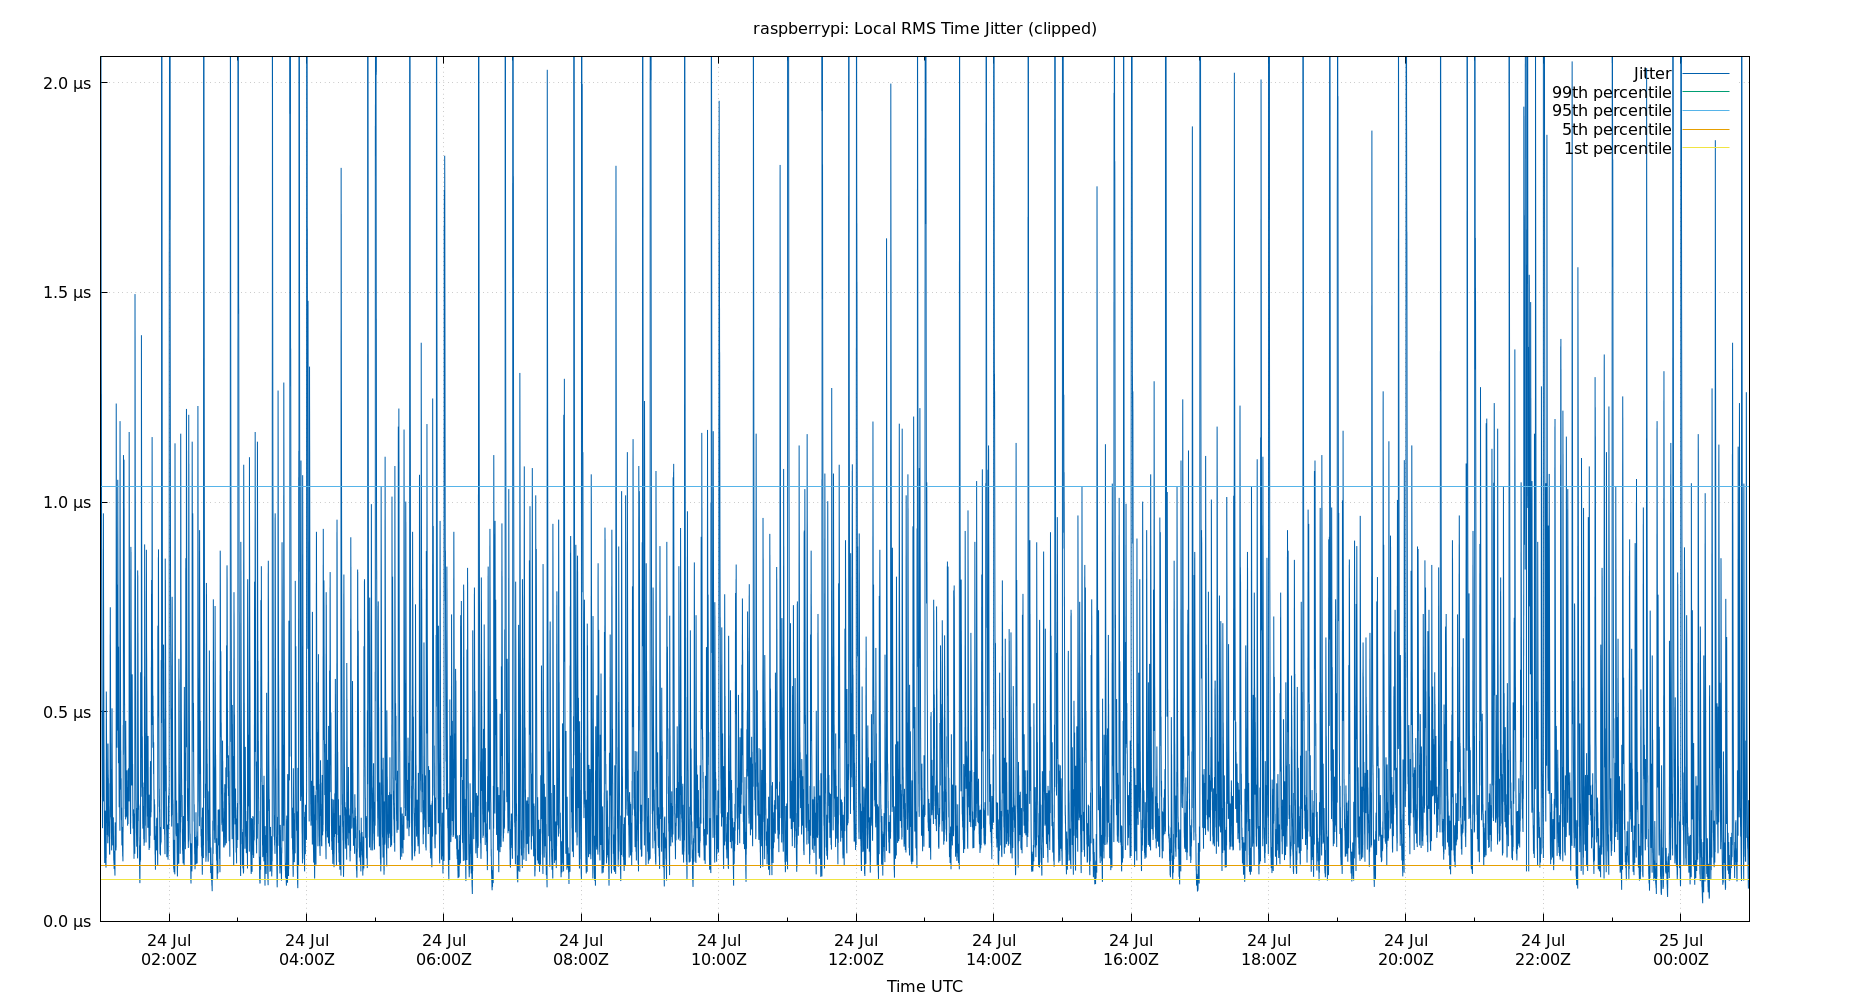 raspberrypi: Local RMS Time Jitter (clipped)
2.0 µs
1.5 µs
1.0 µs
0.5 µs
0.0 µs
Jitter
99th percentile
95th percentile
5th percentile
1st percentile
24 Jul 24 Jul 24 Jul 24 Jul 24 Jul 24 Jul 24 Jul 24 Jul 24 Jul 24 Jul 24 Jul 25 Jul
02:00Z 04:00Z 06:00Z 08:00Z 10:00Z 12:00Z 14:00Z 16:00Z 18:00Z 20:00Z 22:00Z 00:00Z
Time UTC